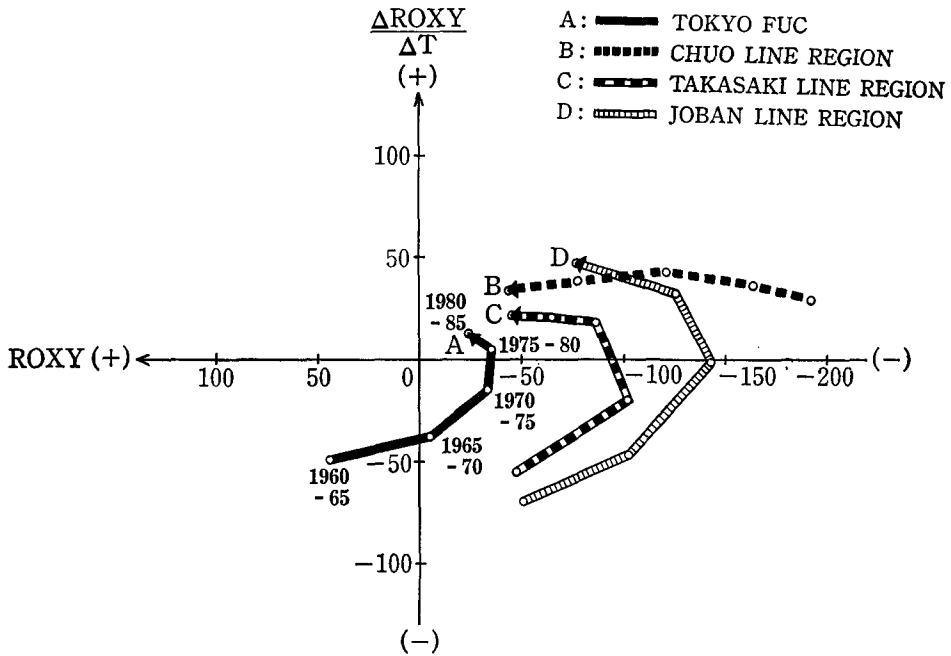 ΔROXY
ΔT
(+)
A: TOKYO FUC
B: CHUO LINE REGION
C: TAKASAKI LINE REGION
D: JOBAN LINE REGION
100
50
D
B
1980
-85
C
A
1975-80
ROXY (+)
100
50
0
-50
-100
-150
-200
(-)
1970
-75
1965
-70
-50
1960
-65
-100
(-)